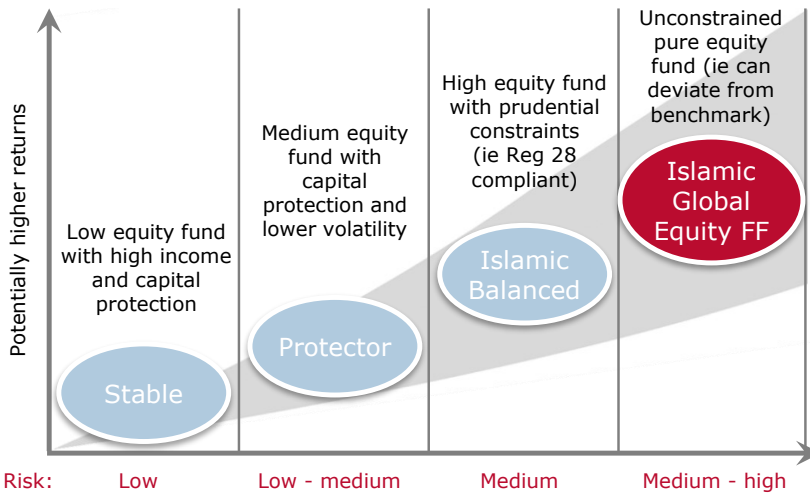 Potentially higher returns
Low equity fund
with high income
and capital
protection
Stable
Medium equity
fund with
capital
protection and
lower volatility
Protector
High equity fund
with prudential
constraints
(ie Reg 28
compliant)
Islamic
Balanced
Unconstrained
pure equity
fund (ie can
deviate from
benchmark)
Islamic
Global
Equity FF
Risk:
Low
Low - medium
Medium
Medium - high